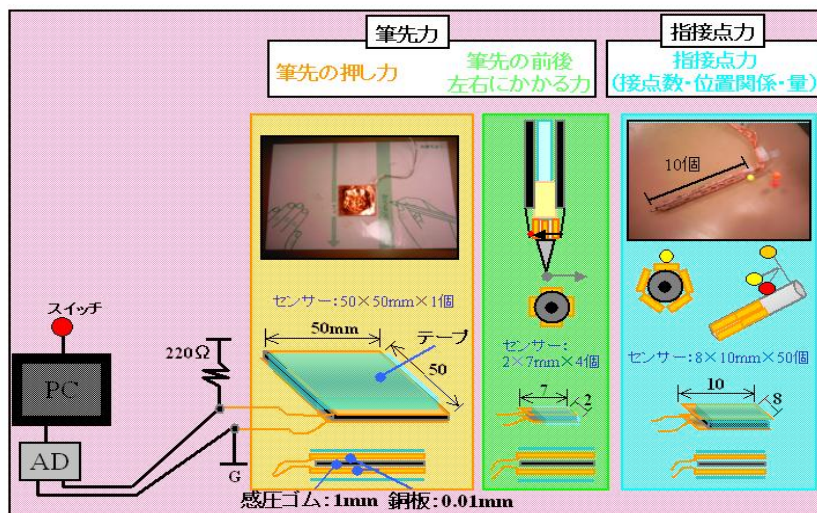 筆先力
筆先の押し力
筆先の前後
左右にかかる力
指接点力
指接点力
(接点数・位置関係・量)
10個
センサー:50×50mm×1個
50mm
50
テープ
センサー:
2×7mm×4個
7
2
センサー:8×10mm×50個
10
8
スイッチ
PC
AD
220Ω
G
感圧ゴム:1mm 銅板:0.01mm